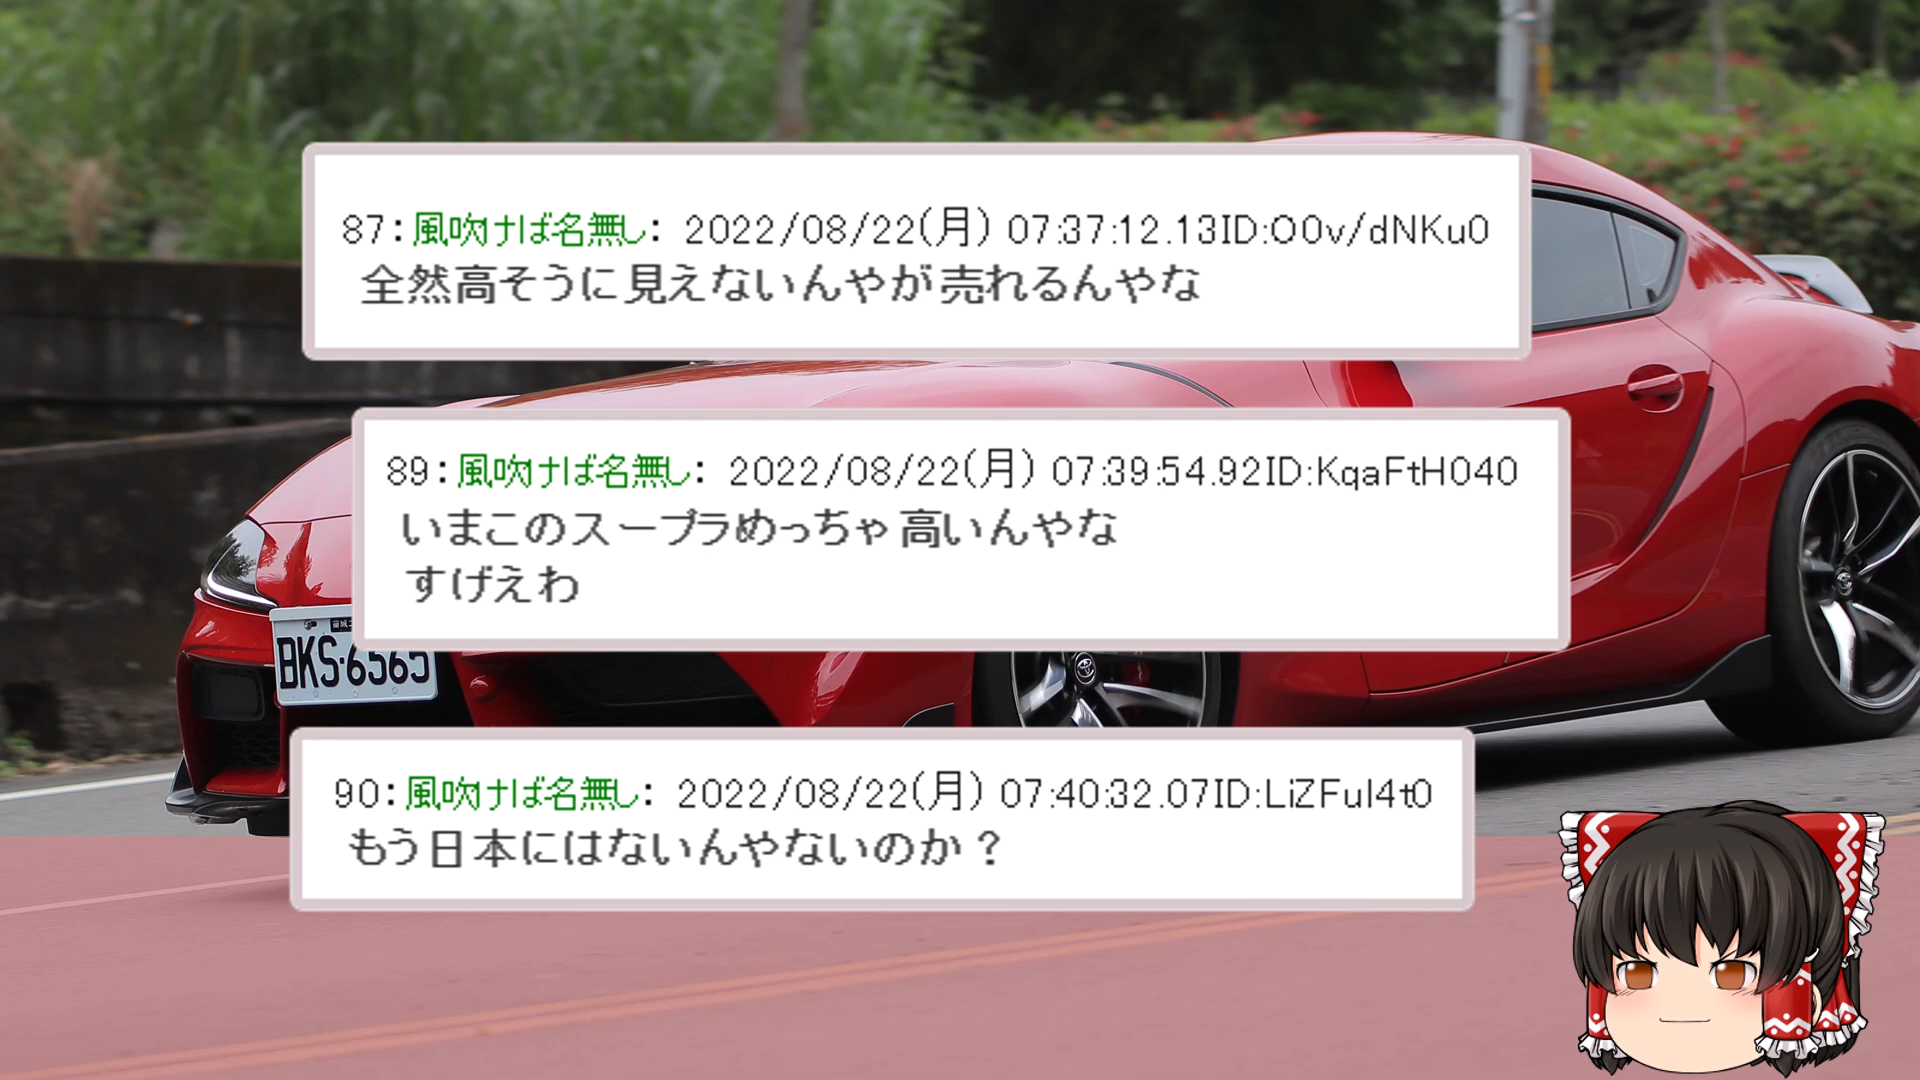 87：風吹けば名無し：2022/08/22(月) 07:37:12.13ID:O0v/dNKu0
全然高そうに見えないんやが売れるんやな
89：風吹けば名無し：2022/08/22(月) 07:39:54.92ID:KqaFtH040
いまこのスープラめっちゃ高いんやな
すげえわ
BKS-6565
90：風吹けば名無し：2022/08/22(月) 07:40:32.07ID:LiZFul4t0
もう日本にはないんやないのか？